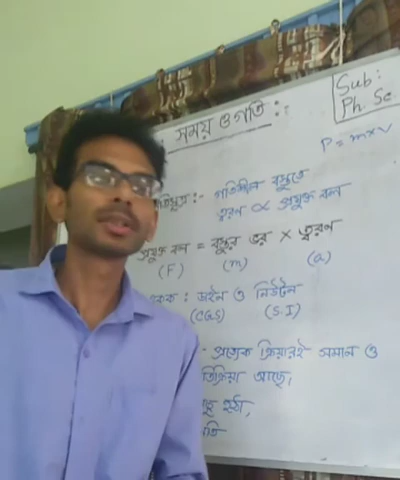 Sub:
Ph. Sc
সময় ও গতি :-
P = m×v
গতিশীল বস্তুতে
ত্বরণ ∝ প্রযুক্ত বল
প্রযুক্ত বল = বস্তুর ভর × ত্বরণ
(F) (m) (a)
একক : ডাইন ও নিউটন
(CGS) (S.I)
- প্রত্যেক ক্রিয়ারই সমান ও
তিক্রিয়া আছে,